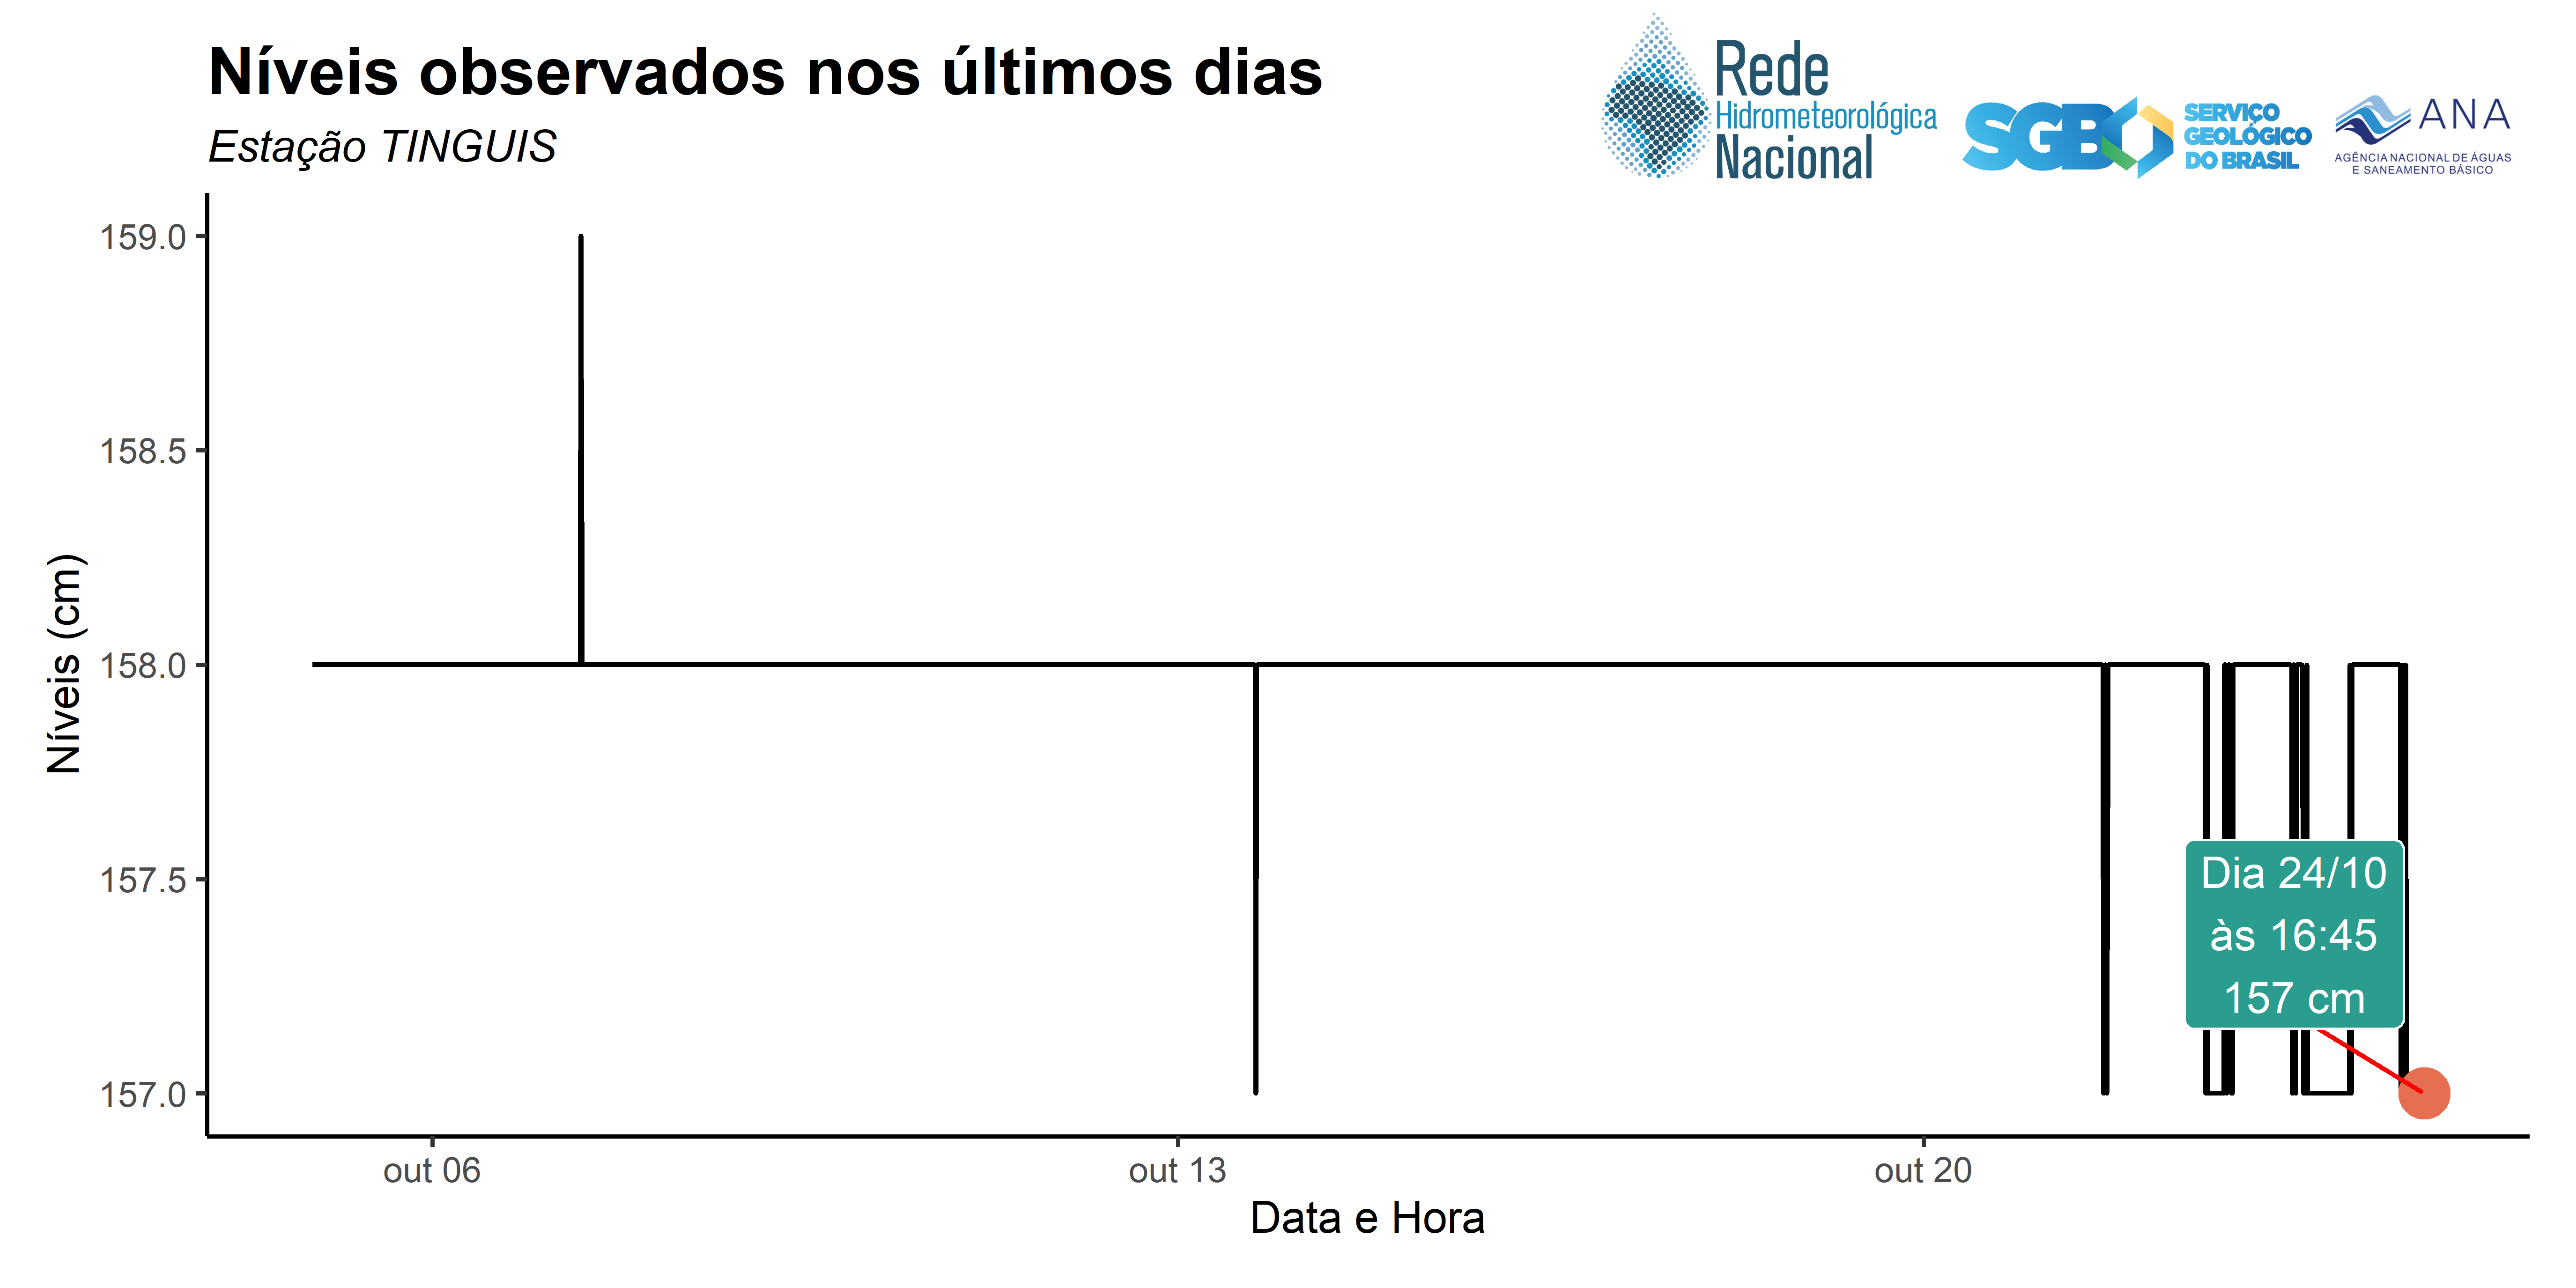 Níveis observados nos últimos dias
Estação TINGUIS
Rede
Hidrometeorológica
Nacional
SGB
SERVIÇO
GEOLÓGICO
DO BRASIL
ANA
AGÊNCIA NACIONAL DE ÁGUAS
E SANEAMENTO BÁSICO
Níveis (cm)
159.0
158.5
158.0
157.5
157.0
Dia 24/10
às 16:45
157 cm
out 06
out 13
out 20
Data e Hora